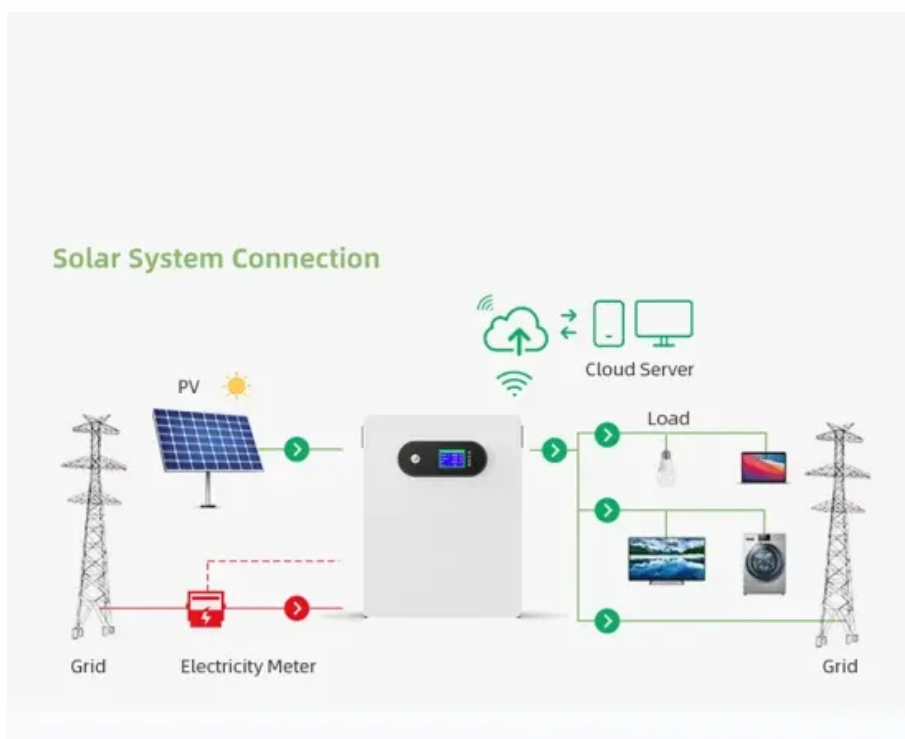 Solar System Connection
Cloud Server
PV
Load
Grid
Electricity Meter
Grid